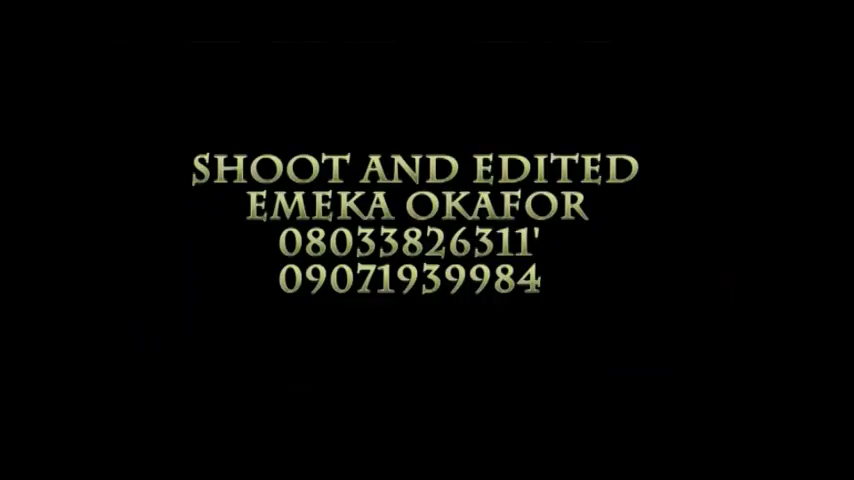 SHOOT AND EDITED
EMEKA OKAFOR
08033826311'
09071939984